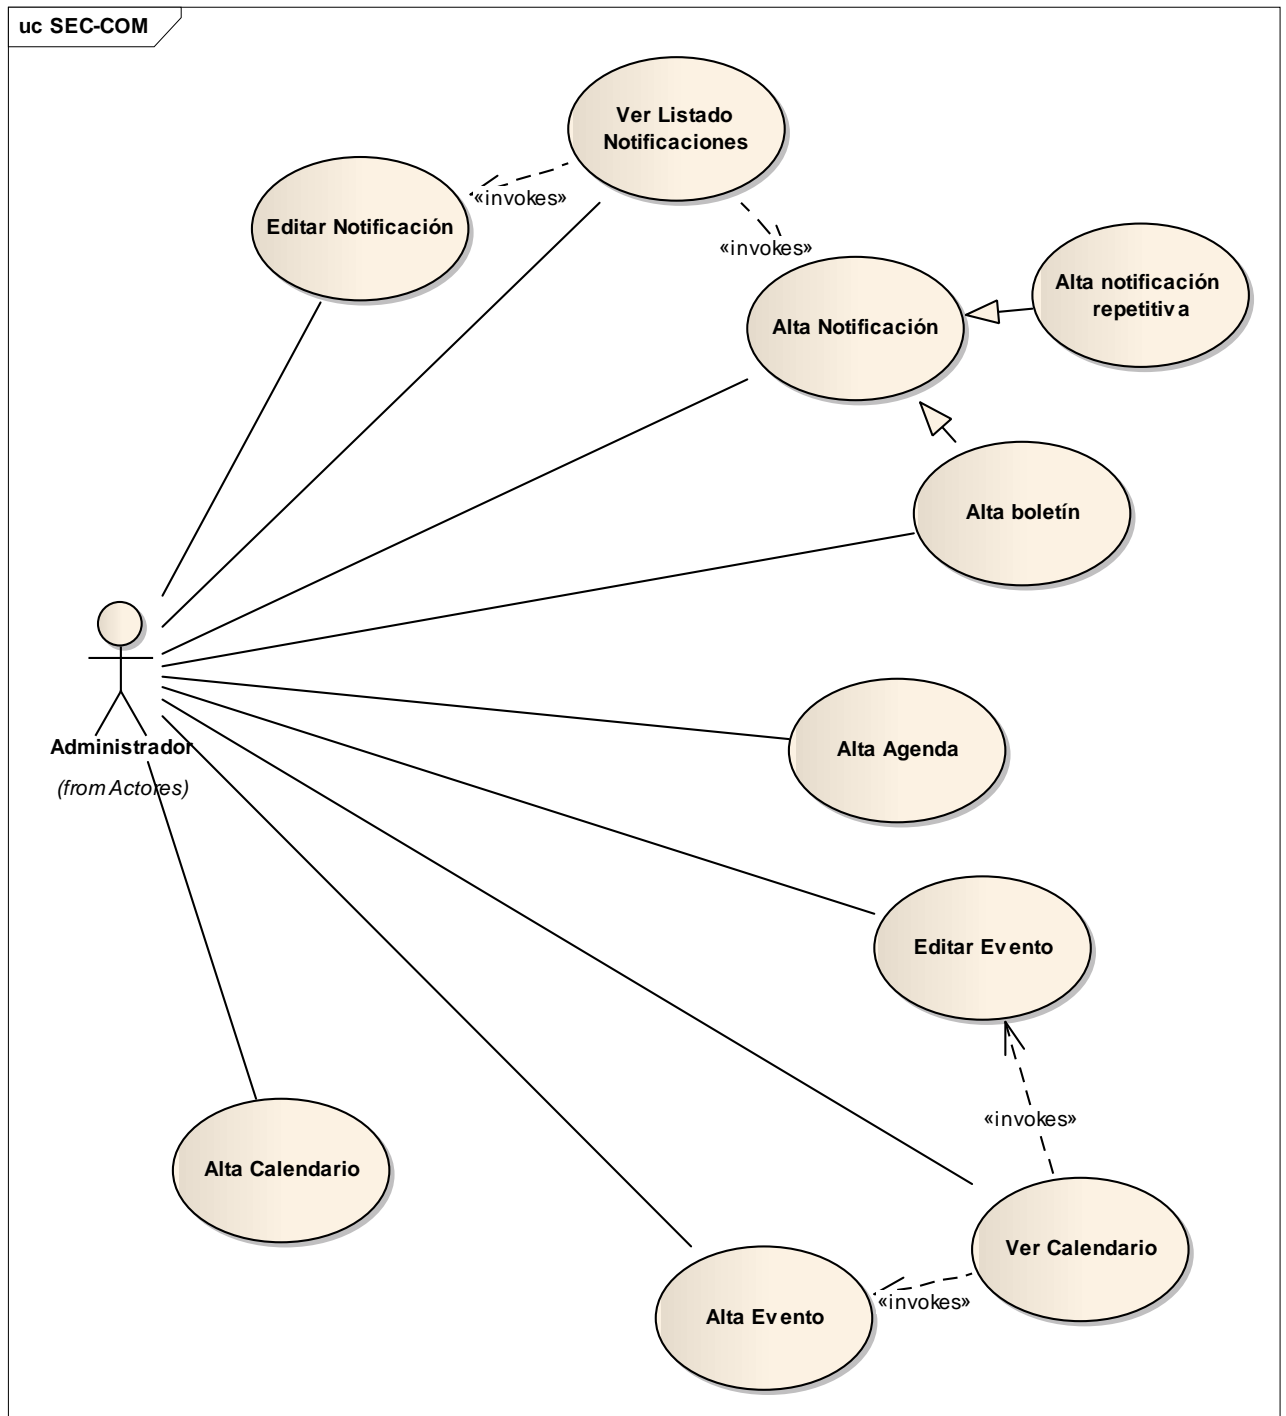 uc SEC-COM
Ver Listado
Notificaciones
«invokes»
Editar Notificación
«invokes»
Alta notificación
repetitiva
Alta Notificación
Alta boletín
Administrador
(from Actores)
Alta Agenda
Editar Evento
«invokes»
Alta Calendario
Ver Calendario
«invokes»
Alta Evento